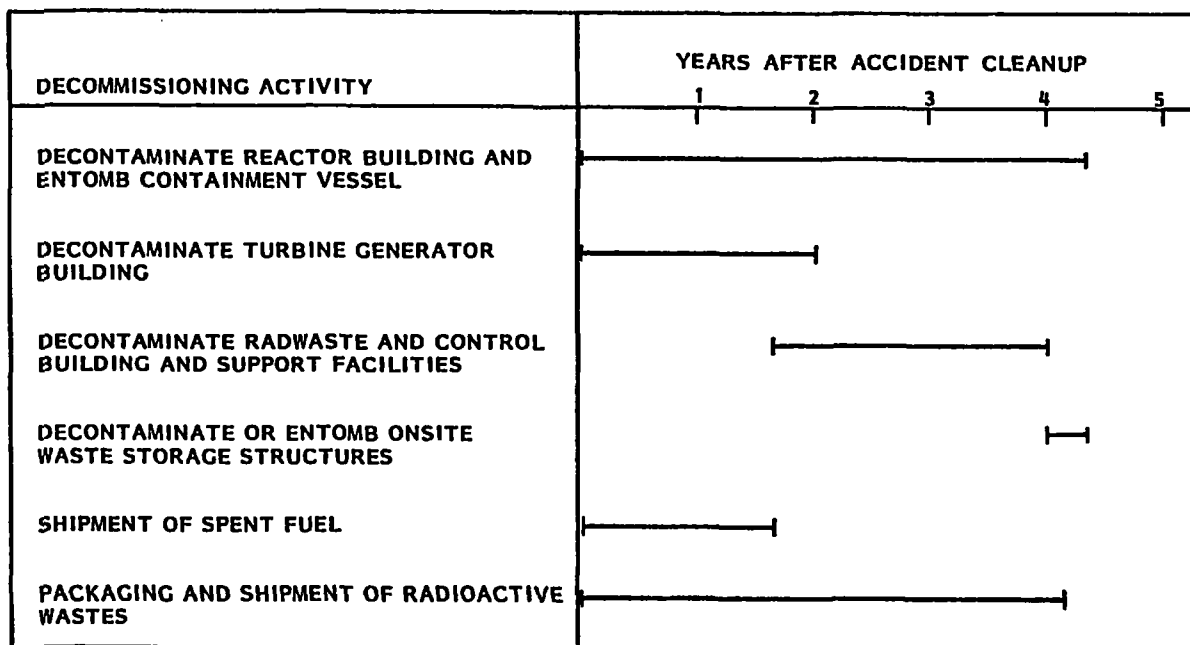 YEARS AFTER ACCIDENT CLEANUP
DECOMMISSIONING ACTIVITY
1 2 3 4 5
DECONTAMINATE REACTOR BUILDING AND
ENTOMB CONTAINMENT VESSEL
DECONTAMINATE TURBINE GENERATOR
BUILDING
DECONTAMINATE RADWASTE AND CONTROL
BUILDING AND SUPPORT FACILITIES
DECONTAMINATE OR ENTOMB ONSITE
WASTE STORAGE STRUCTURES
SHIPMENT OF SPENT FUEL
PACKAGING AND SHIPMENT OF RADIOACTIVE
WASTES